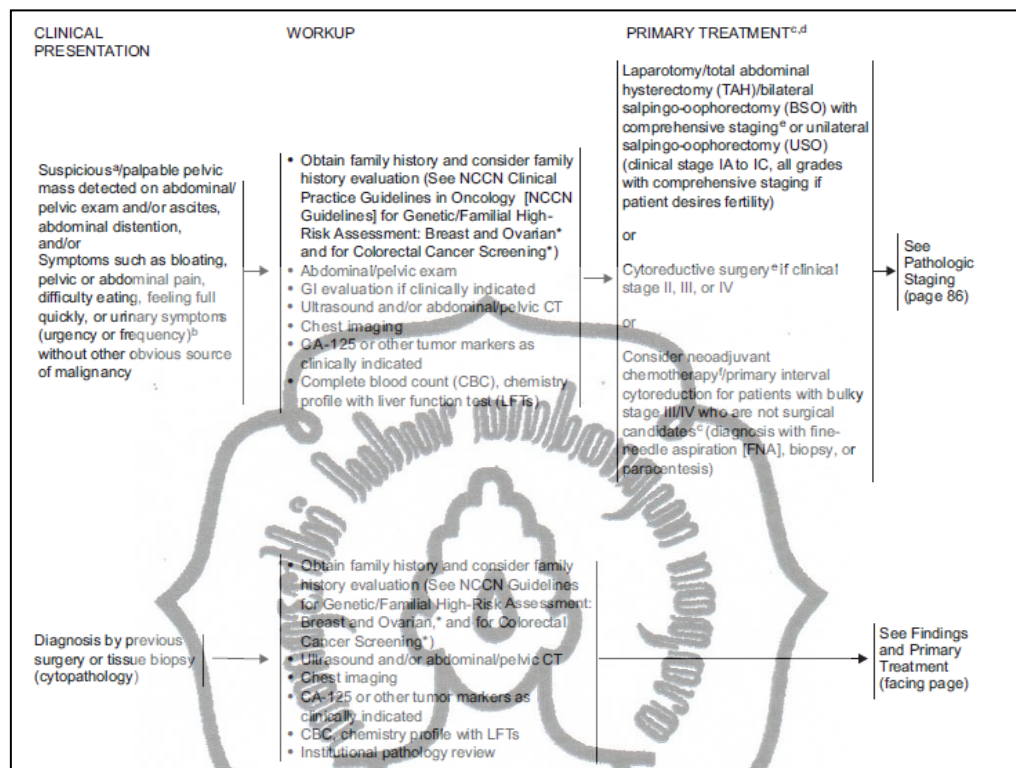 CLINICAL
PRESENTATION
WORKUP
PRIMARY TREATMENTc,d
Suspiciousa/palpable pelvic
mass detected on abdominal/
pelvic exam and/or ascites,
abdominal distention,
and/or
Symptoms such as bloating,
pelvic or abdominal pain,
difficulty eating, feeling full
quickly, or urinary symptoms
(urgency or frequency)b
without other obvious source
of malignancy
• Obtain family history and consider family
history evaluation (See NCCN Clinical
Practice Guidelines in Oncology [NCCN
Guidelines] for Genetic/Familial High-
Risk Assessment: Breast and Ovarian*
and for Colorectal Cancer Screening*)
• Abdominal/pelvic exam
• GI evaluation if clinically indicated
• Ultrasound and/or abdominal/pelvic CT
• Chest imaging
• CA-125 or other tumor markers as
clinically indicated
• Complete blood count (CBC), chemistry
profile with liver function test (LFTs)
Laparotomy/total abdominal
hysterectomy (TAH)/bilateral
salpingo-oophorectomy (BSO) with
comprehensive staginge or unilateral
salpingo-oophorectomy (USO)
(clinical stage IA to IC, all grades
with comprehensive staging if
patient desires fertility)
or
Cytoreductive surgerye if clinical
stage II, III, or IV
or
Consider neoadjuvant
chemotherapyf/primary interval
cytoreduction for patients with bulky
stage III/IV who are not surgical
candidatesc (diagnosis with fine-
needle aspiration [FNA], biopsy, or
paracentesis)
See
Pathologic
Staging
(page 86)
Diagnosis by previous
surgery or tissue biopsy
(cytopathology)
• Obtain family history and consider family
history evaluation (See NCCN Guidelines
for Genetic/Familial High-Risk Assessment:
Breast and Ovarian,* and for Colorectal
Cancer Screening*)
• Ultrasound and/or abdominal/pelvic CT
• Chest imaging
• CA-125 or other tumor markers as
clinically indicated
• CBC, chemistry profile with LFTs
• Institutional pathology review
See Findings
and Primary
Treatment
(facing page)